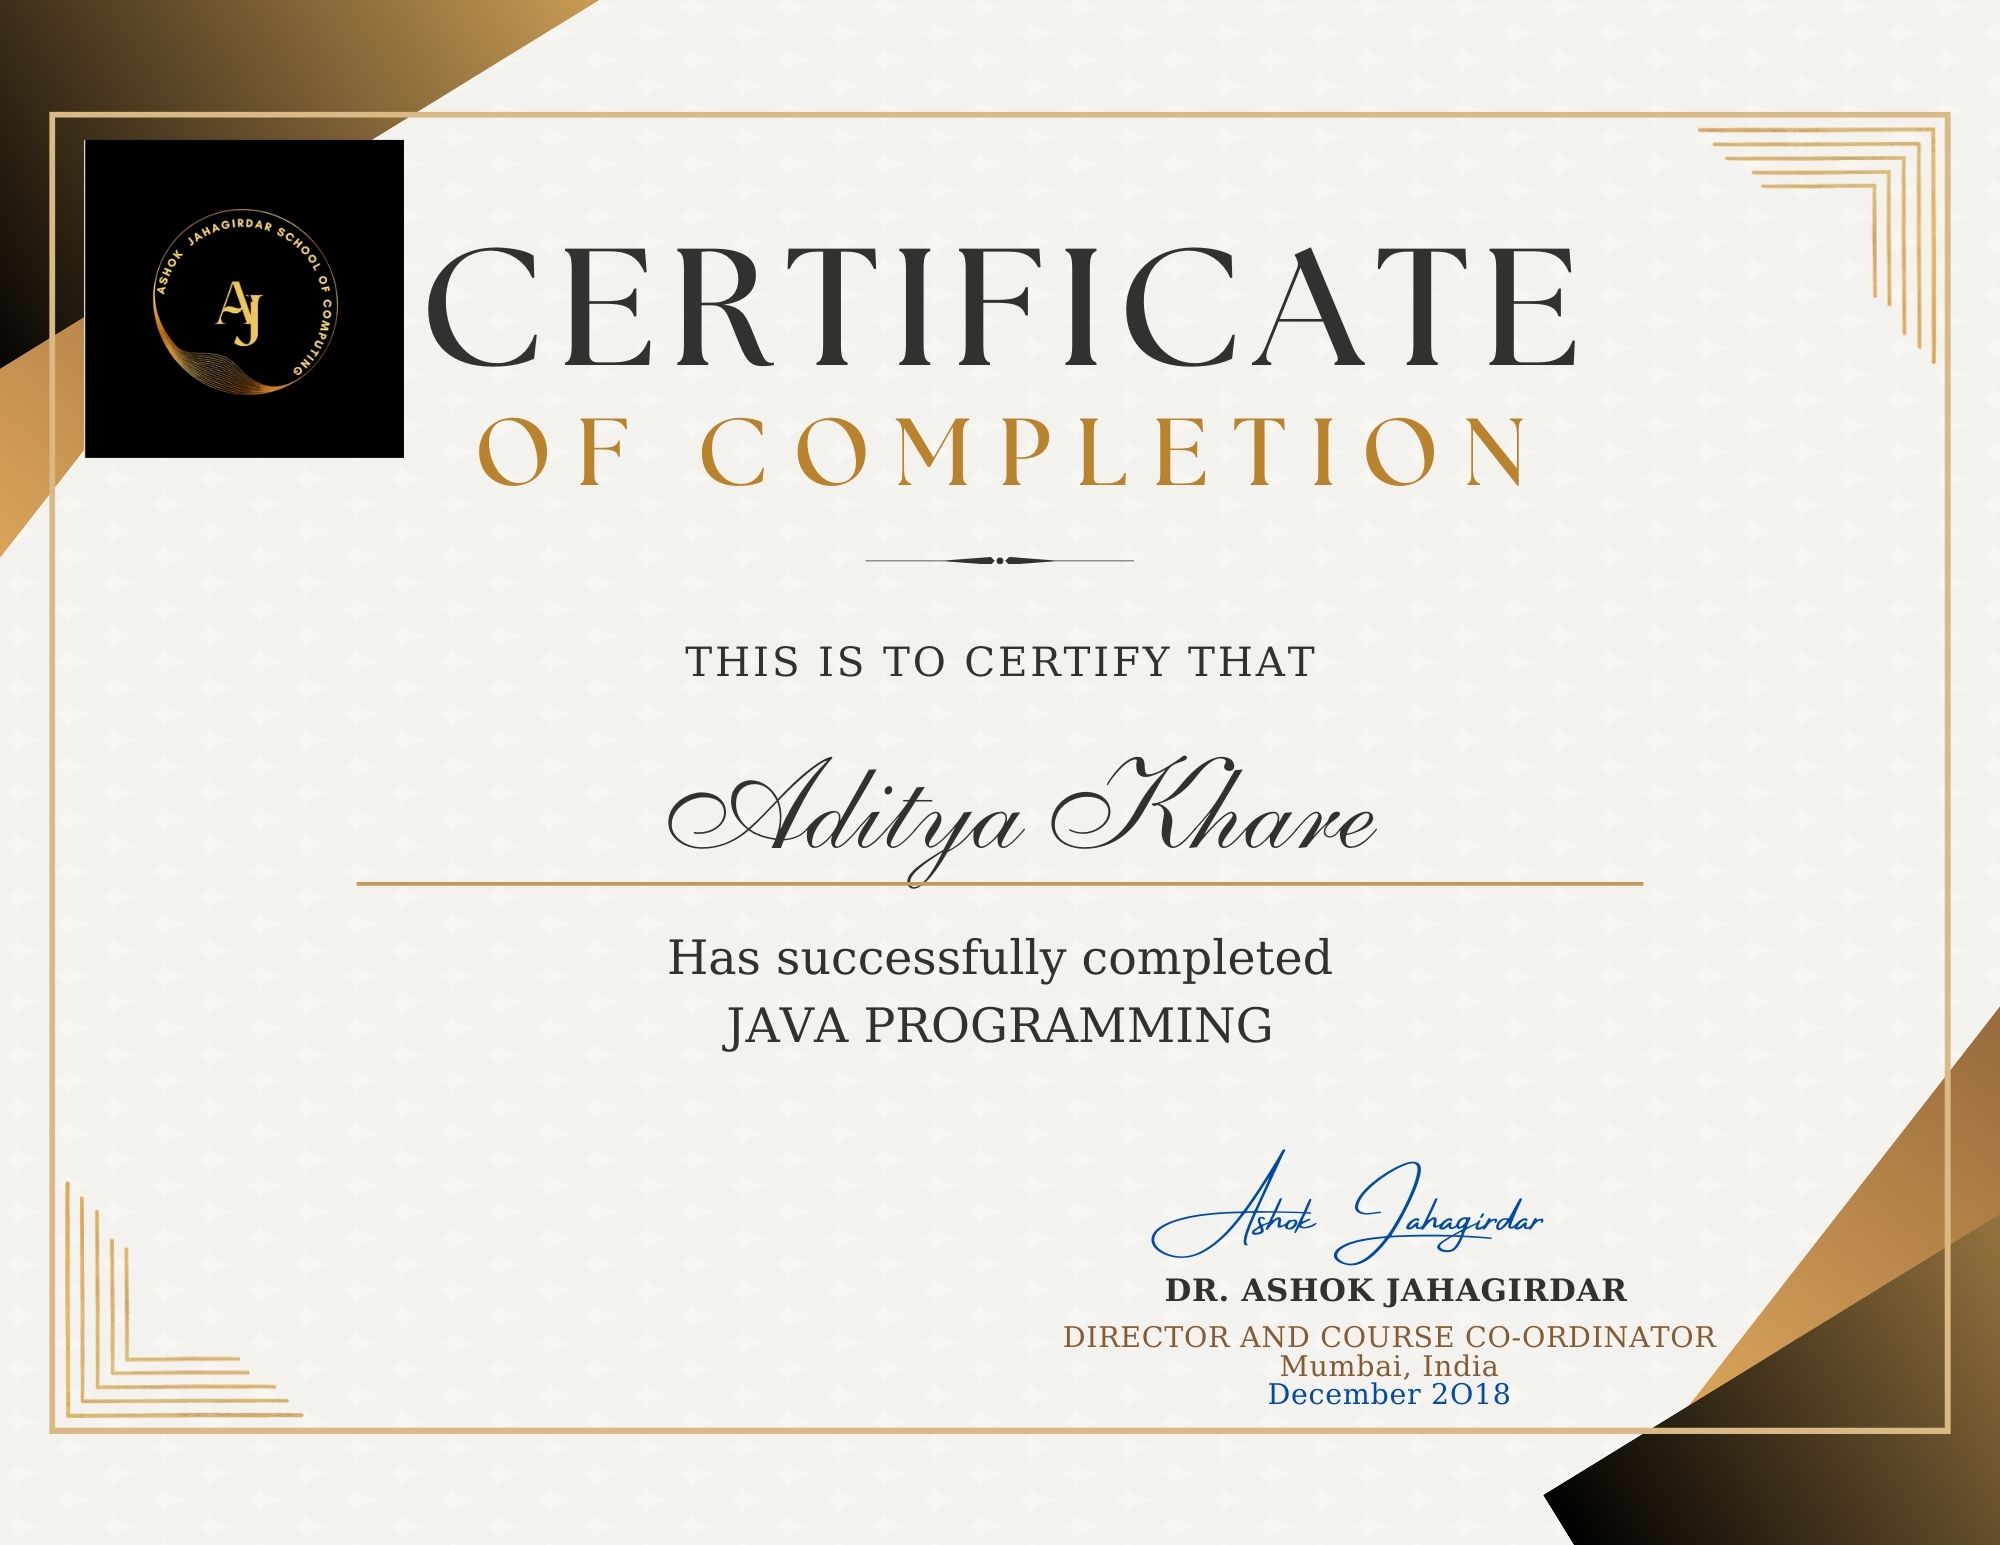 ASHOK JAHAGIRDAR SCHOOL OF COMPUTING
AJ
CERTIFICATE
OF COMPLETION
THIS IS TO CERTIFY THAT
Aditya Khare
Has successfully completed
JAVA PROGRAMMING
Ashok Jahagirdar
DR. ASHOK JAHAGIRDAR
DIRECTOR AND COURSE CO-ORDINATOR
Mumbai, India
December 2O18